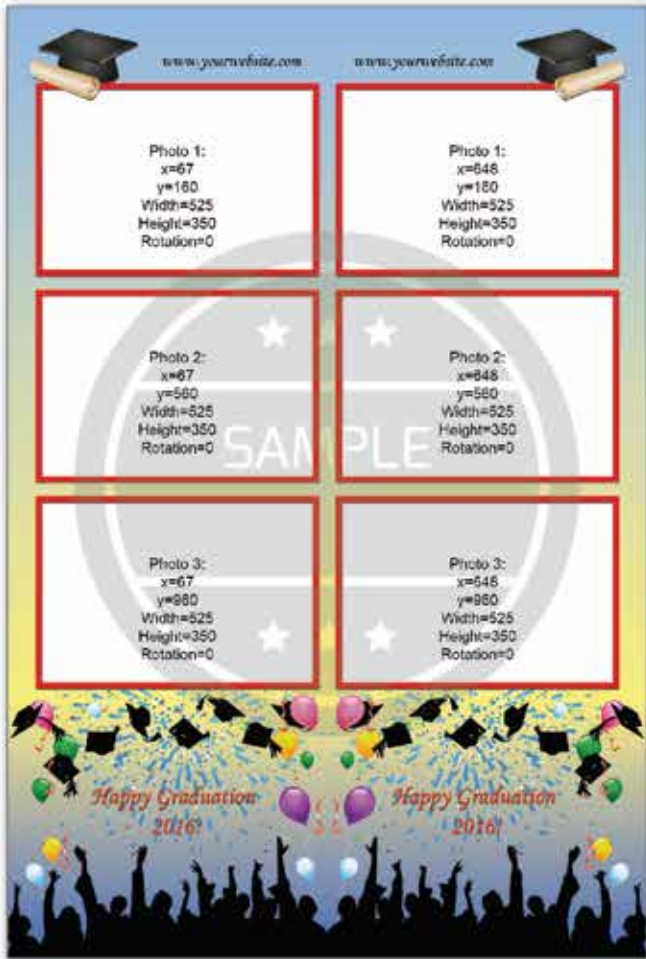 www.yourwebsite.com www.yourwebsite.com
Photo 1:
x=67
y=160
Width=525
Height=350
Rotation=0
Photo 1:
x=648
y=160
Width=525
Height=350
Rotation=0
Photo 2:
x=67
y=560
Width=525
Height=350
Rotation=0
Photo 2:
x=648
y=560
Width=525
Height=350
Rotation=0
SAMPLE
Photo 3:
x=67
y=960
Width=525
Height=350
Rotation=0
Photo 3:
x=648
y=960
Width=525
Height=350
Rotation=0
Happy Graduation
2016!
Happy Graduation
2016!